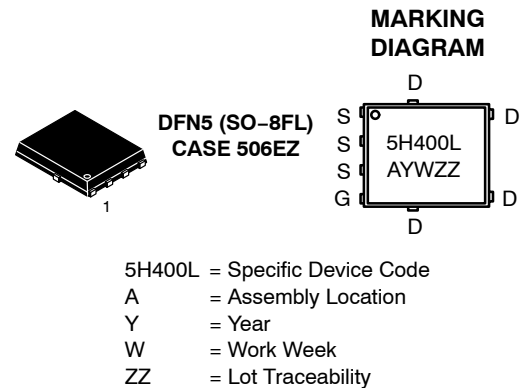 MARKING
DIAGRAM
D
DFN5 (SO−8FL)
CASE 506EZ
1
S
S
S
G
5H400L
AYWZZ
D
D
D
5H400L = Specific Device Code
A = Assembly Location
Y = Year
W = Work Week
ZZ = Lot Traceability